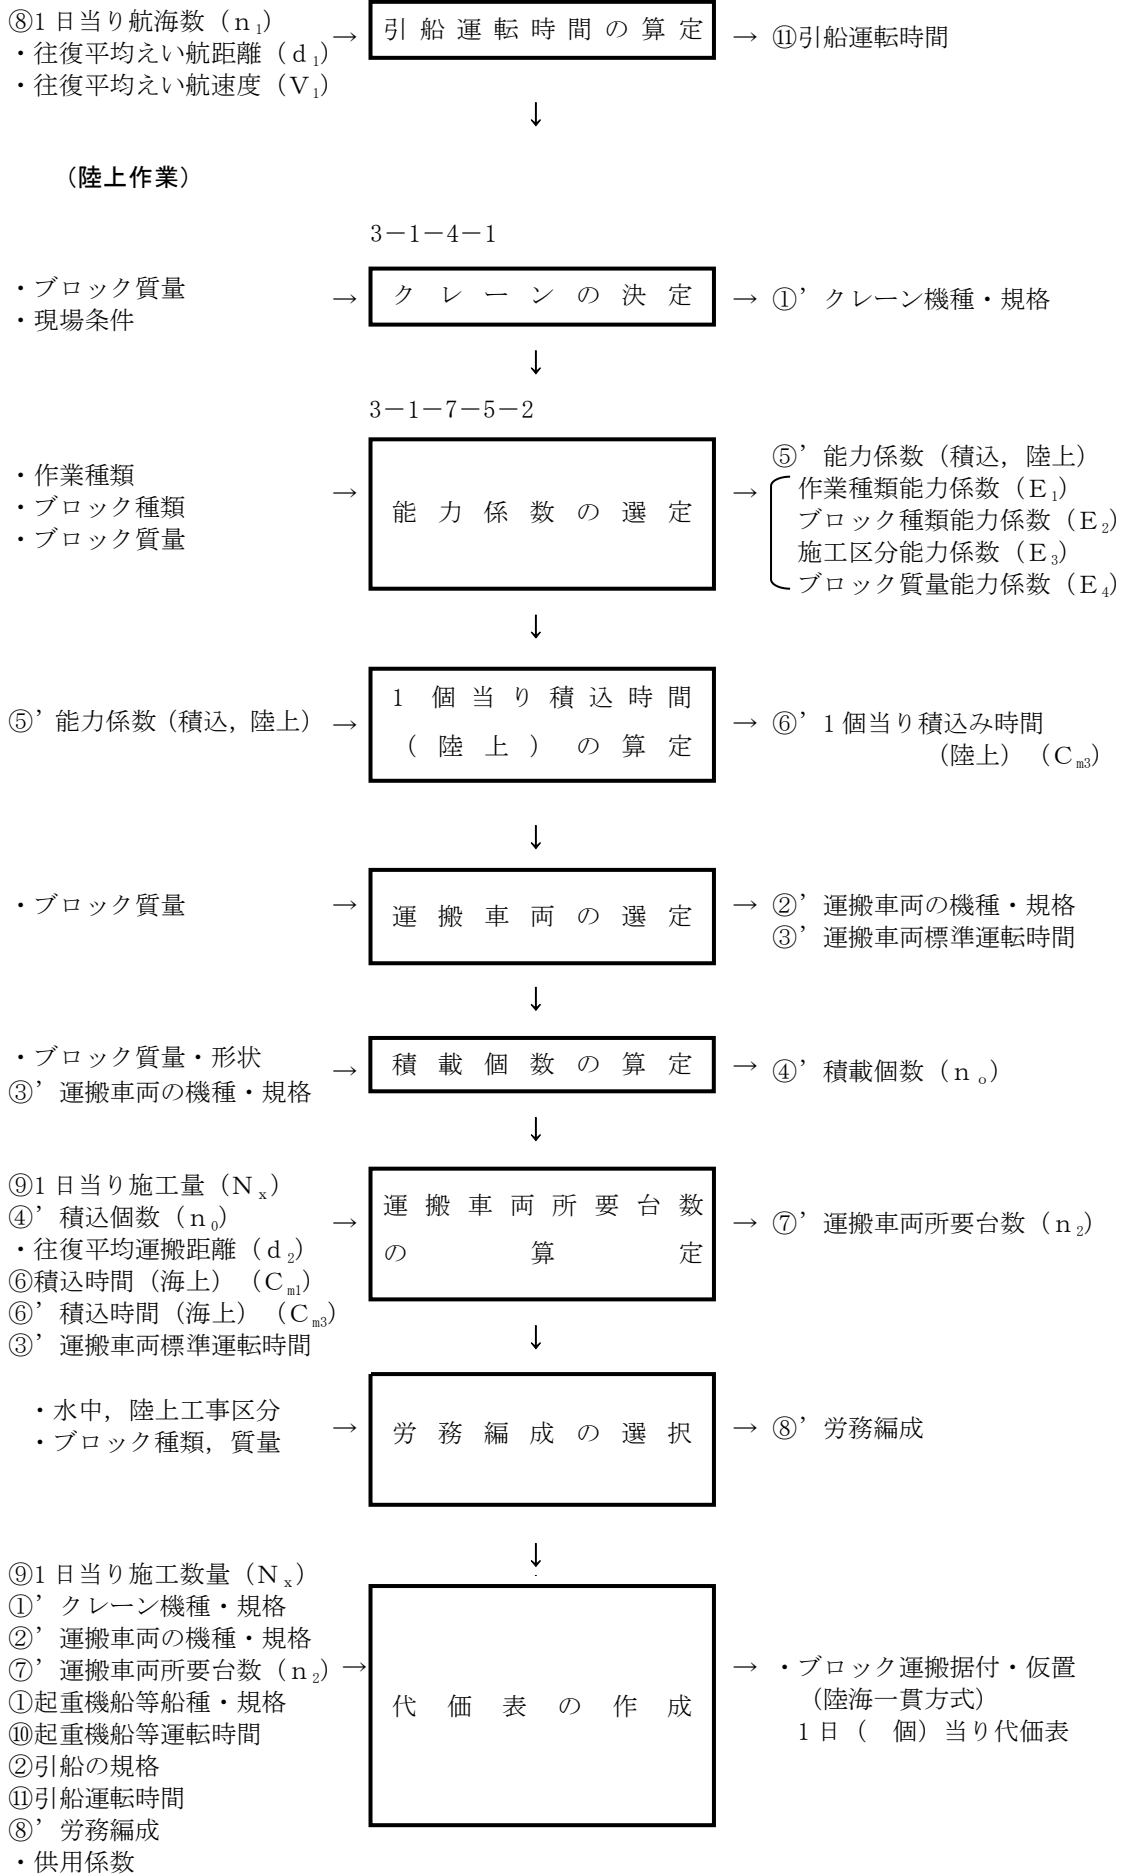 ⑧1日当り航海数（n₁）
・往復平均えい航距離（d₁）
・往復平均えい航速度（V₁）
→
引船運転時間の算定
→ ⑪引船運転時間
↓
（陸上作業）
3－1－4－1
・ブロック質量
・現場条件
→
クレーンの決定
→ ①’クレーン機種・規格
↓
3－1－7－5－2
・作業種類
・ブロック種類
・ブロック質量
→
能力係数の選定
→
⑤’能力係数（積込，陸上）
作業種類能力係数（E₁）
ブロック種類能力係数（E₂）
施工区分能力係数（E₃）
ブロック質量能力係数（E₄）
↓
⑤’能力係数（積込，陸上） →
1個当り積込時間
（陸上）の算定
→ ⑥’1個当り積込み時間
（陸上）（Cₘ₃）
↓
・ブロック質量
→
運搬車両の選定
→ ②’運搬車両の機種・規格
③’運搬車両標準運転時間
↓
・ブロック質量・形状
③’運搬車両の機種・規格
→
積載個数の算定
→ ④’積載個数（nₒ）
↓
⑨1日当り施工量（Nₓ）
④’積込個数（n₀）
・往復平均運搬距離（d₂）
⑥積込時間（海上）（Cₘ₁）
⑥’積込時間（海上）（Cₘ₃）
③’運搬車両標準運転時間
→
運搬車両所要台数
の算定
→ ⑦’運搬車両所要台数（n₂）
↓
・水中，陸上工事区分
・ブロック種類，質量
→
労務編成の選択
→ ⑧’労務編成
↓
⑨1日当り施工数量（Nₓ）
①’クレーン機種・規格
②’運搬車両の機種・規格
⑦’運搬車両所要台数（n₂） →
①起重機船等船種・規格
⑩起重機船等運転時間
②引船の規格
⑪引船運転時間
⑧’労務編成
・供用係数
代価表の作成
→ ・ブロック運搬据付・仮置
（陸海一貫方式）
1日（　個）当り代価表